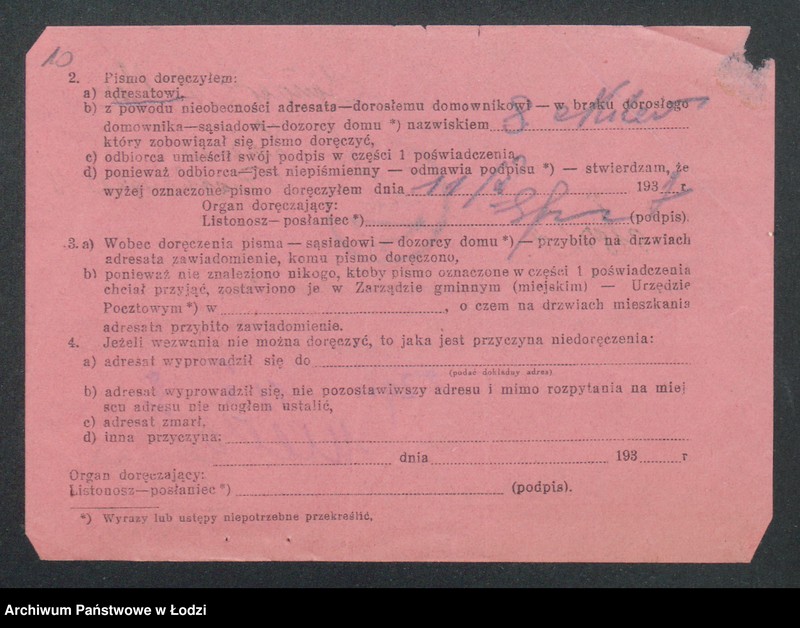 10
2. Pismo doręczyłem:
a) adresatowi,
b) z powodu nieobecności adresata—dorosłemu domownikowi — w braku dorosłego
domownika—sąsiadowi—dozorcy domu *) nazwiskiem
który zobowiązał się pismo doręczyć,
c) odbiorca umieścił swój podpis w części 1 poświadczenia,
d) ponieważ odbiorca—jest niepiśmienny — odmawia podpisu *) — stwierdzam, że
wyżej oznaczone pismo doręczyłem dnia 193 r.
Organ doręczający:
Listonosz—posłaniec *) (podpis).
3. a) Wobec doręczenia pisma — sąsiadowi — dozorcy domu *) — przybito na drzwiach
adresata zawiadomienie, komu pismo doręczono,
b) ponieważ nie znaleziono nikogo, ktoby pismo oznaczone w części 1 poświadczenia
chciał przyjąć, zostawiono je w Zarządzie gminnym (miejskim) — Urzędzie
Pocztowym *) w , o czem na drzwiach mieszkania
adresata przybito zawiadomienie.
4. Jeżeli wezwania nie można doręczyć, to jaka jest przyczyna niedoręczenia:
a) adresat wyprowadził się do
(podać dokładny adres)
b) adresat wyprowadził się, nie pozostawiwszy adresu i mimo rozpytania na miej
scu adresu nie mogłem ustalić,
c) adresat zmarł,
d) inna przyczyna:
dnia 193 r
Organ doręczający:
Listonosz—posłaniec *) (podpis).
*) Wyrazy lub ustępy niepotrzebne przekreślić,
Archiwum Państwowe w Łodzi